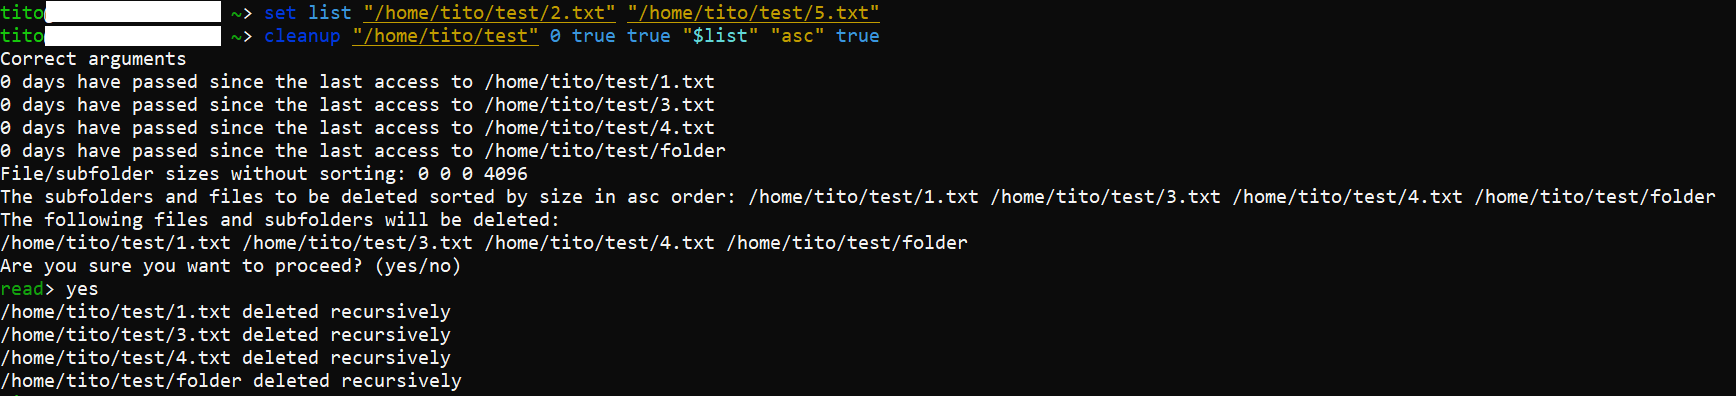 tito ~> set list "/home/tito/test/2.txt" "/home/tito/test/5.txt"
tito ~> cleanup "/home/tito/test" 0 true true "$list" "asc" true
Correct arguments
0 days have passed since the last access to /home/tito/test/1.txt
0 days have passed since the last access to /home/tito/test/3.txt
0 days have passed since the last access to /home/tito/test/4.txt
0 days have passed since the last access to /home/tito/test/folder
File/subfolder sizes without sorting: 0 0 0 4096
The subfolders and files to be deleted sorted by size in asc order: /home/tito/test/1.txt /home/tito/test/3.txt /home/tito/test/4.txt /home/tito/test/folder
The following files and subfolders will be deleted:
/home/tito/test/1.txt /home/tito/test/3.txt /home/tito/test/4.txt /home/tito/test/folder
Are you sure you want to proceed? (yes/no)
read> yes
/home/tito/test/1.txt deleted recursively
/home/tito/test/3.txt deleted recursively
/home/tito/test/4.txt deleted recursively
/home/tito/test/folder deleted recursively